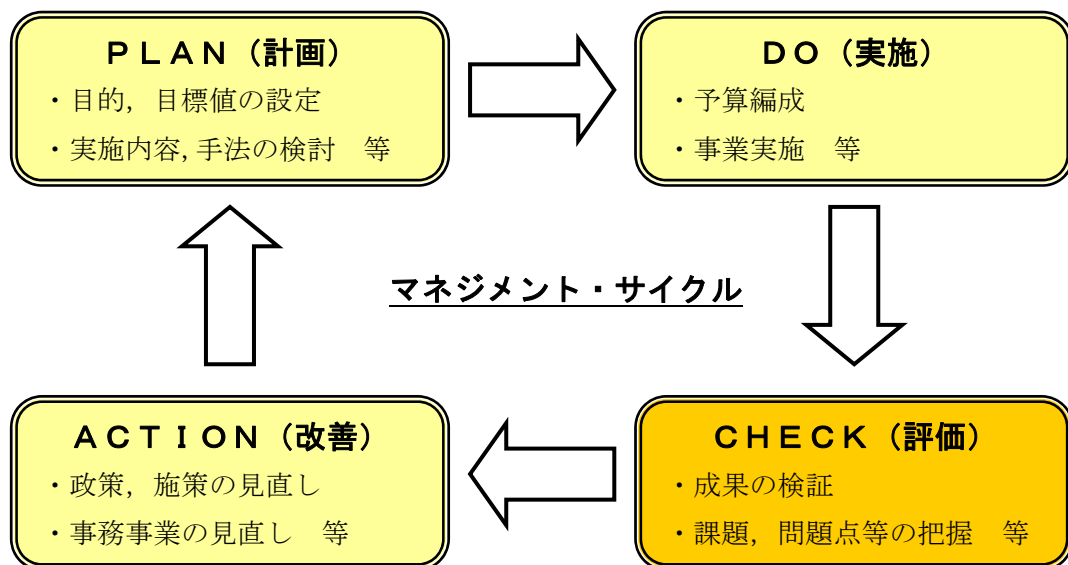 ＰＬＡＮ（計画）
・目的，目標値の設定
・実施内容,手法の検討　等
ＤＯ（実施）
・予算編成
・事業実施　等
マネジメント・サイクル
ＡＣＴＩＯＮ（改善）
・政策，施策の見直し
・事務事業の見直し　等
ＣＨＥＣＫ（評価）
・成果の検証
・課題，問題点等の把握　等